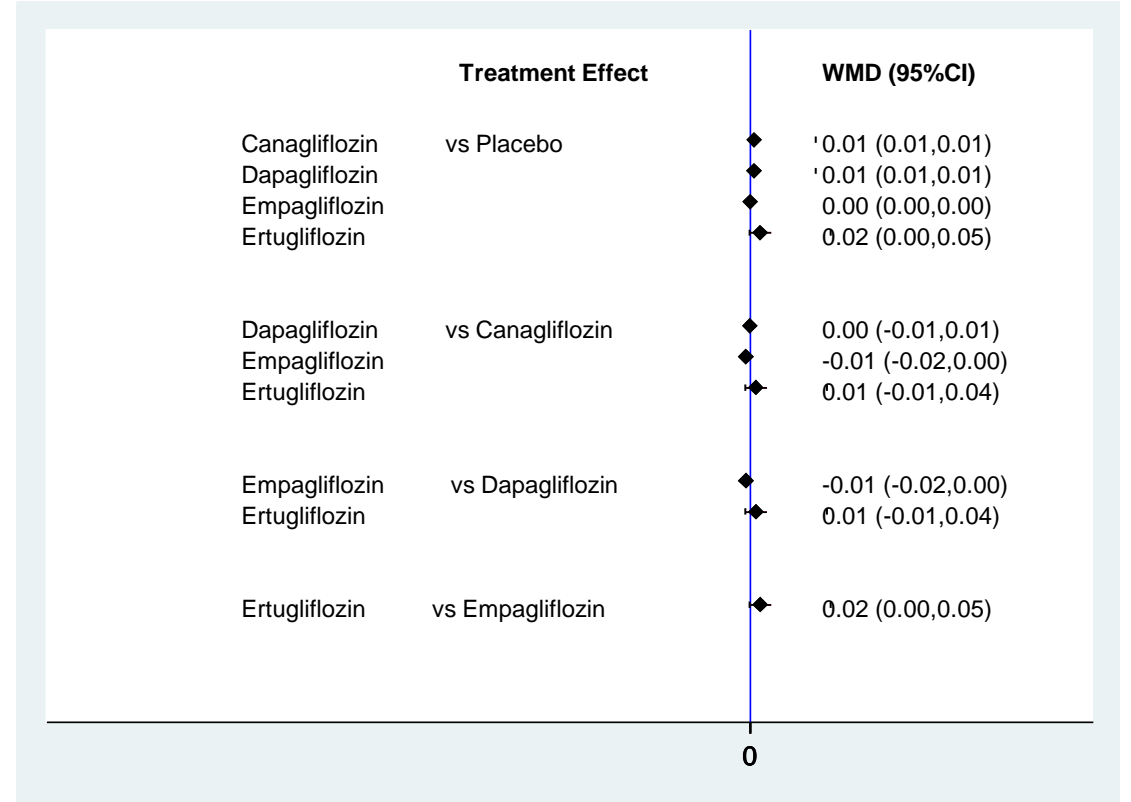 Treatment Effect WMD (95%CI)
Canagliflozin vs Placebo 0.01 (0.01,0.01)
Dapagliflozin 0.01 (0.01,0.01)
Empagliflozin 0.00 (0.00,0.00)
Ertugliflozin 0.02 (0.00,0.05)
Dapagliflozin vs Canagliflozin 0.00 (-0.01,0.01)
Empagliflozin -0.01 (-0.02,0.00)
Ertugliflozin 0.01 (-0.01,0.04)
Empagliflozin vs Dapagliflozin -0.01 (-0.02,0.00)
Ertugliflozin 0.01 (-0.01,0.04)
Ertugliflozin vs Empagliflozin 0.02 (0.00,0.05)
0